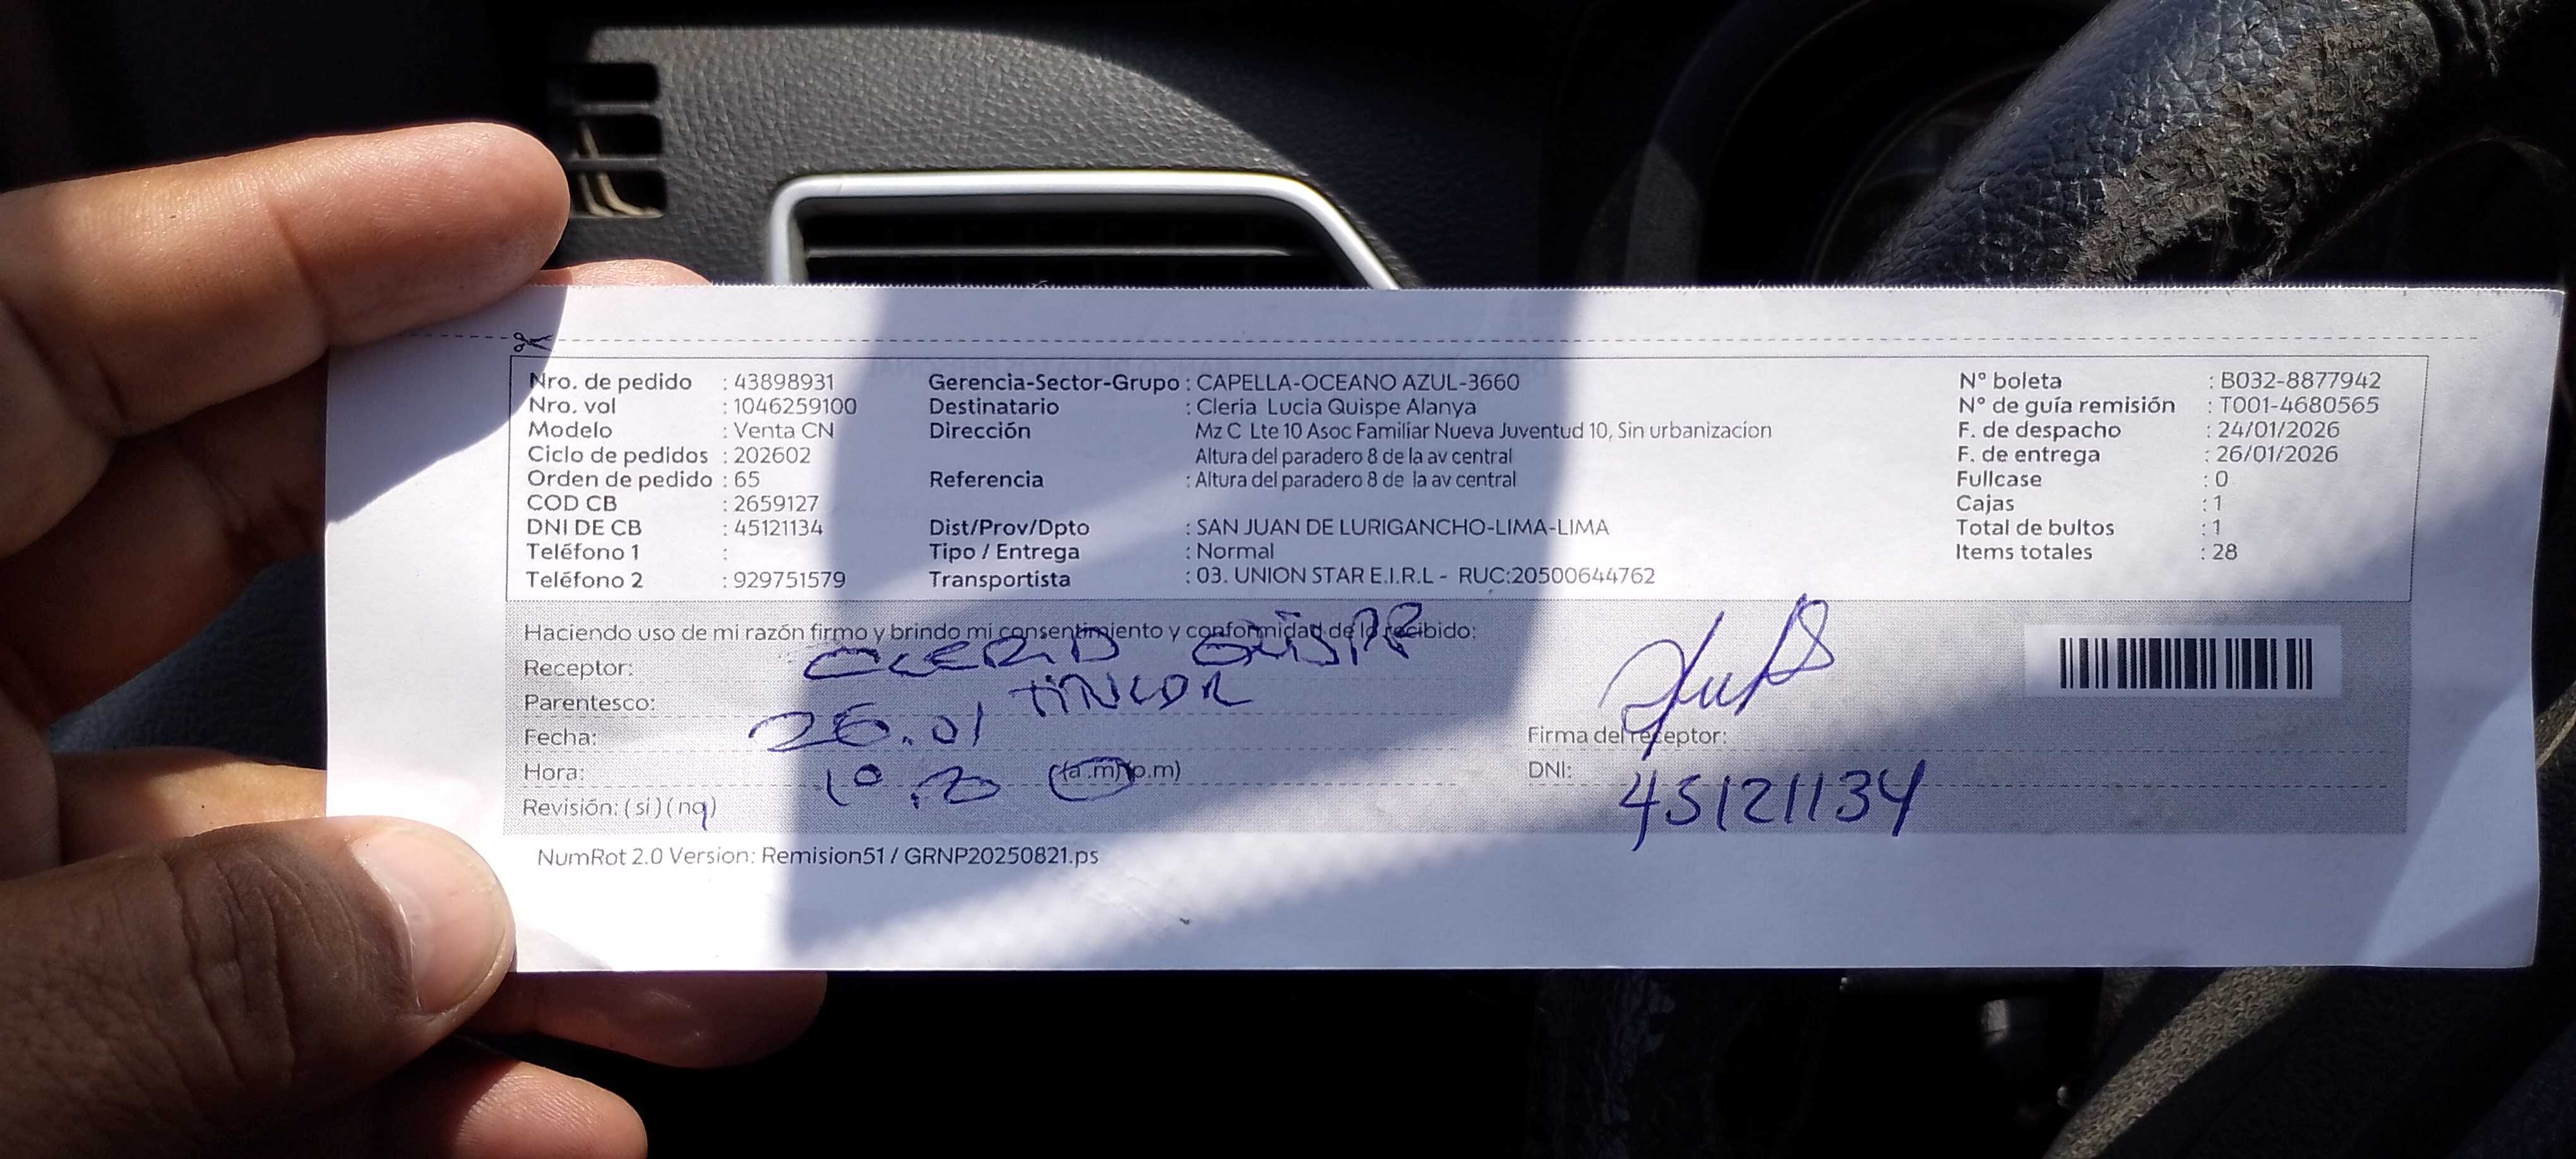 Nro. de pedido : 43898931
Nro. vol : 1046259100
Modelo : Venta CN
Ciclo de pedidos : 202602
Orden de pedido : 65
COD CB : 2659127
DNI DE CB : 45121134
Teléfono 1 :
Teléfono 2 : 929751579
Gerencia-Sector-Grupo : CAPELLA-OCEANO AZUL-3660
Destinatario : Cleria Lucia Quispe Alanya
Dirección Mz C Lte 10 Asoc Familiar Nueva Juventud 10, Sin urbanizacion
Altura del paradero 8 de la av central
Referencia : Altura del paradero 8 de la av central
Dist/Prov/Dpto : SAN JUAN DE LURIGANCHO-LIMA-LIMA
Tipo / Entrega : Normal
Transportista : 03. UNION STAR E.I.R.L - RUC:20500644762
N° boleta : B032-8877942
N° de guía remisión : T001-4680565
F. de despacho : 24/01/2026
F. de entrega : 26/01/2026
Fullcase : 0
Cajas : 1
Total de bultos : 1
Items totales : 28
Haciendo uso de mi razón firmo y brindo mi consentimiento y conformidad de lo recibido:
Receptor: CLERIA QUISPE
Parentesco: TITULAR
Fecha: 26.01
Hora: 10.20 (a.m)(p.m)
Revisión: (si) (no)
Firma del receptor:
DNI: 45121134
NumRot 2.0 Version: Remision51 / GRNP20250821.ps